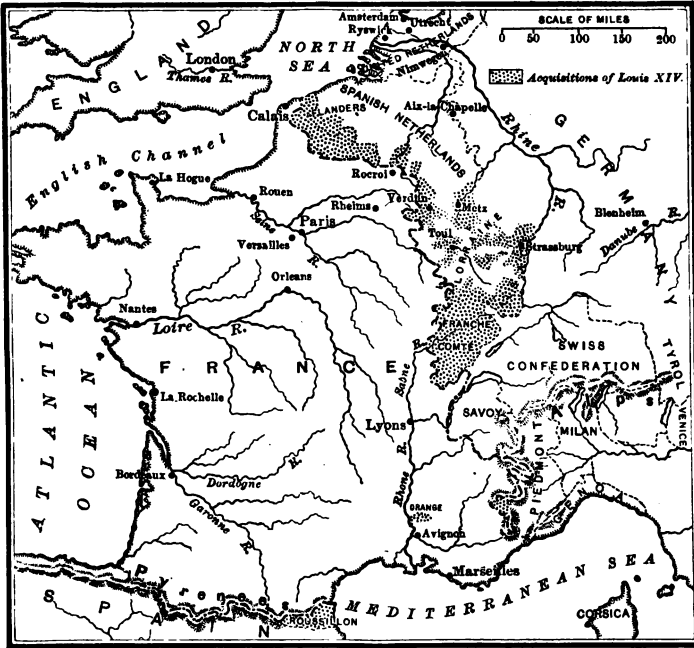 SCALE OF MILES
0 50 100 150 200
Acquisitions of Louis XIV.
Amsterdam
Utrecht
Ryswick
UNITED NETHERLANDS
Nimwegen
NORTH
SEA
ENGLAND
London
Thames R.
Calais
FLANDERS
SPANISH NETHERLANDS
Aix-la-Chapelle
Rhine
R.
GERMANY
English Channel
La Hogue
Rocroi
Rouen
Rheims
Verdun
Metz
Seine
R.
Paris
Versailles
Toul
LORRAINE
Strassburg
Blenheim
Danube
R.
Orleans
Nantes
Loire R.
FRANCHE
COMTÉ
SWISS
CONFEDERATION
TYROL
FRANCE
Saône
R.
ATLANTIC
OCEAN
La Rochelle
Lyons
SAVOY
Alps
MILAN
VENICE
PIEDMONT
GENOA
Bordeaux
Dordogne
R.
Garonne R.
Rhone R.
ORANGE
Avignon
Marseilles
Pyrenees
SPAIN
ROUSSILLON
MEDITERRANEAN SEA
CORSICA